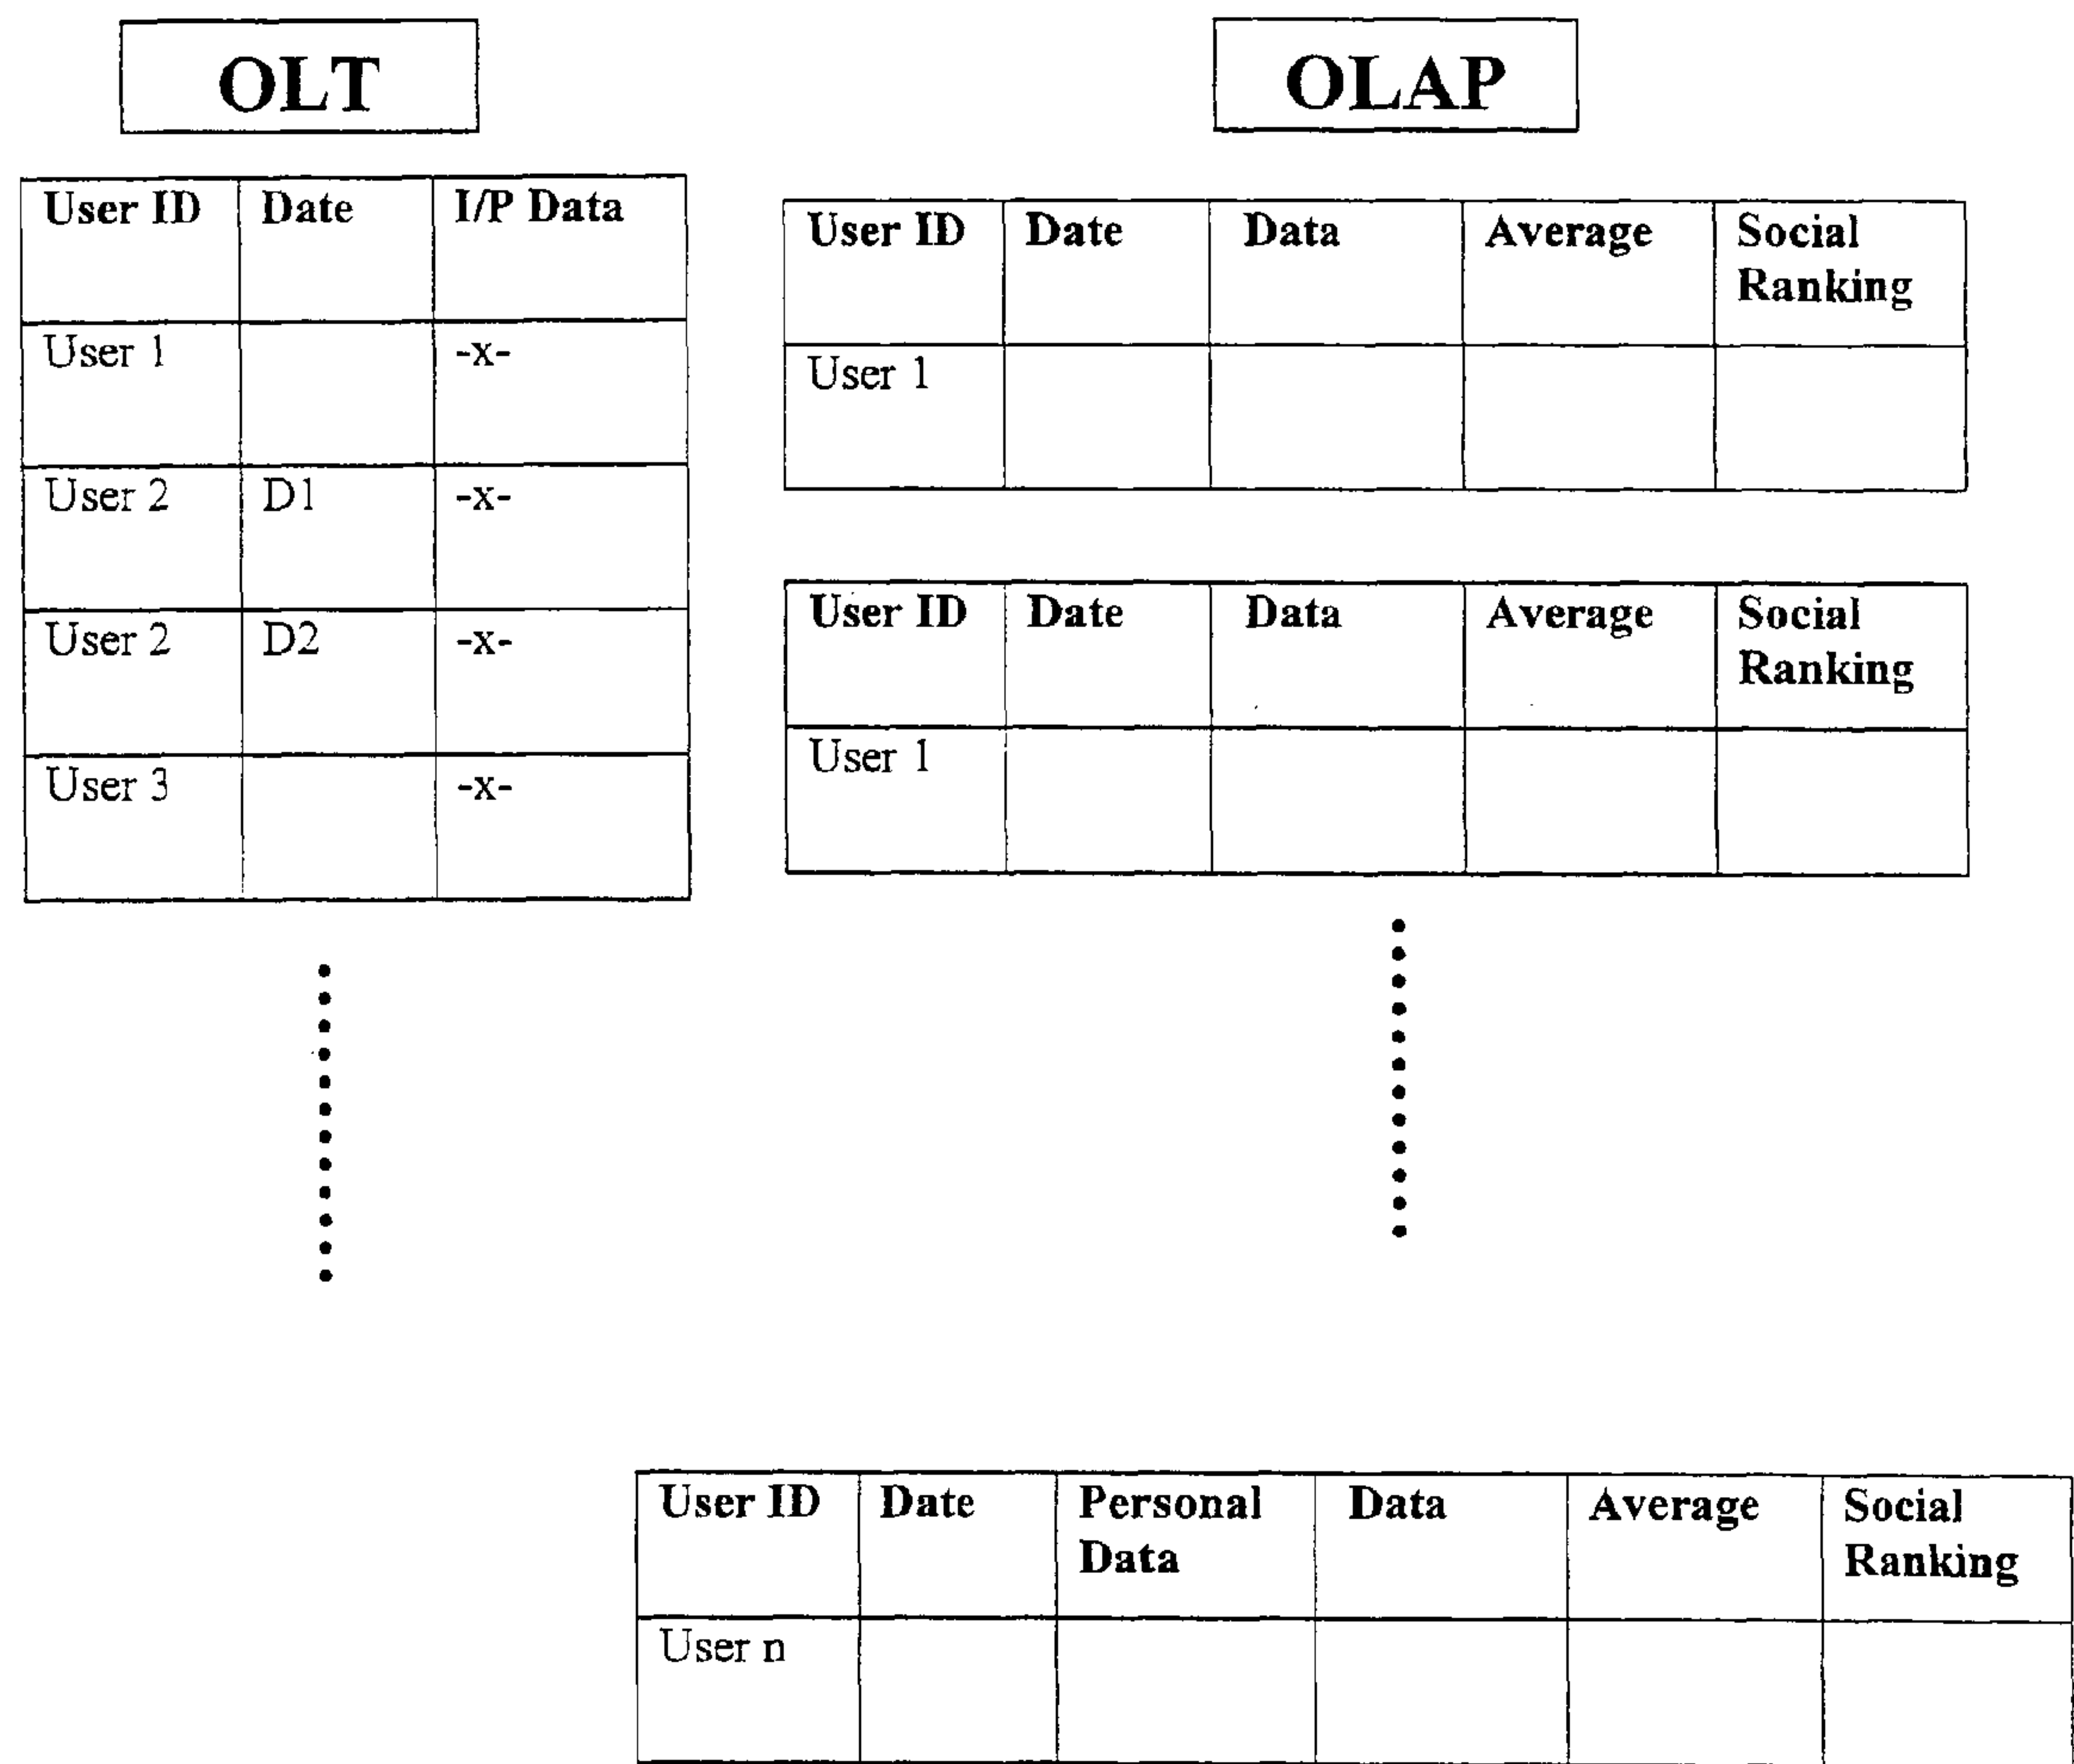 OLT
OLAP
User ID Date I/P Data
User 1 -x-
User 2 D1 -x-
User 2 D2 -x-
User 3 -x-
User ID Date Data Average Social
Ranking
User 1
User ID Date Data Average Social
Ranking
User 1
User ID Date Personal Data Average Social
Data Ranking
User n